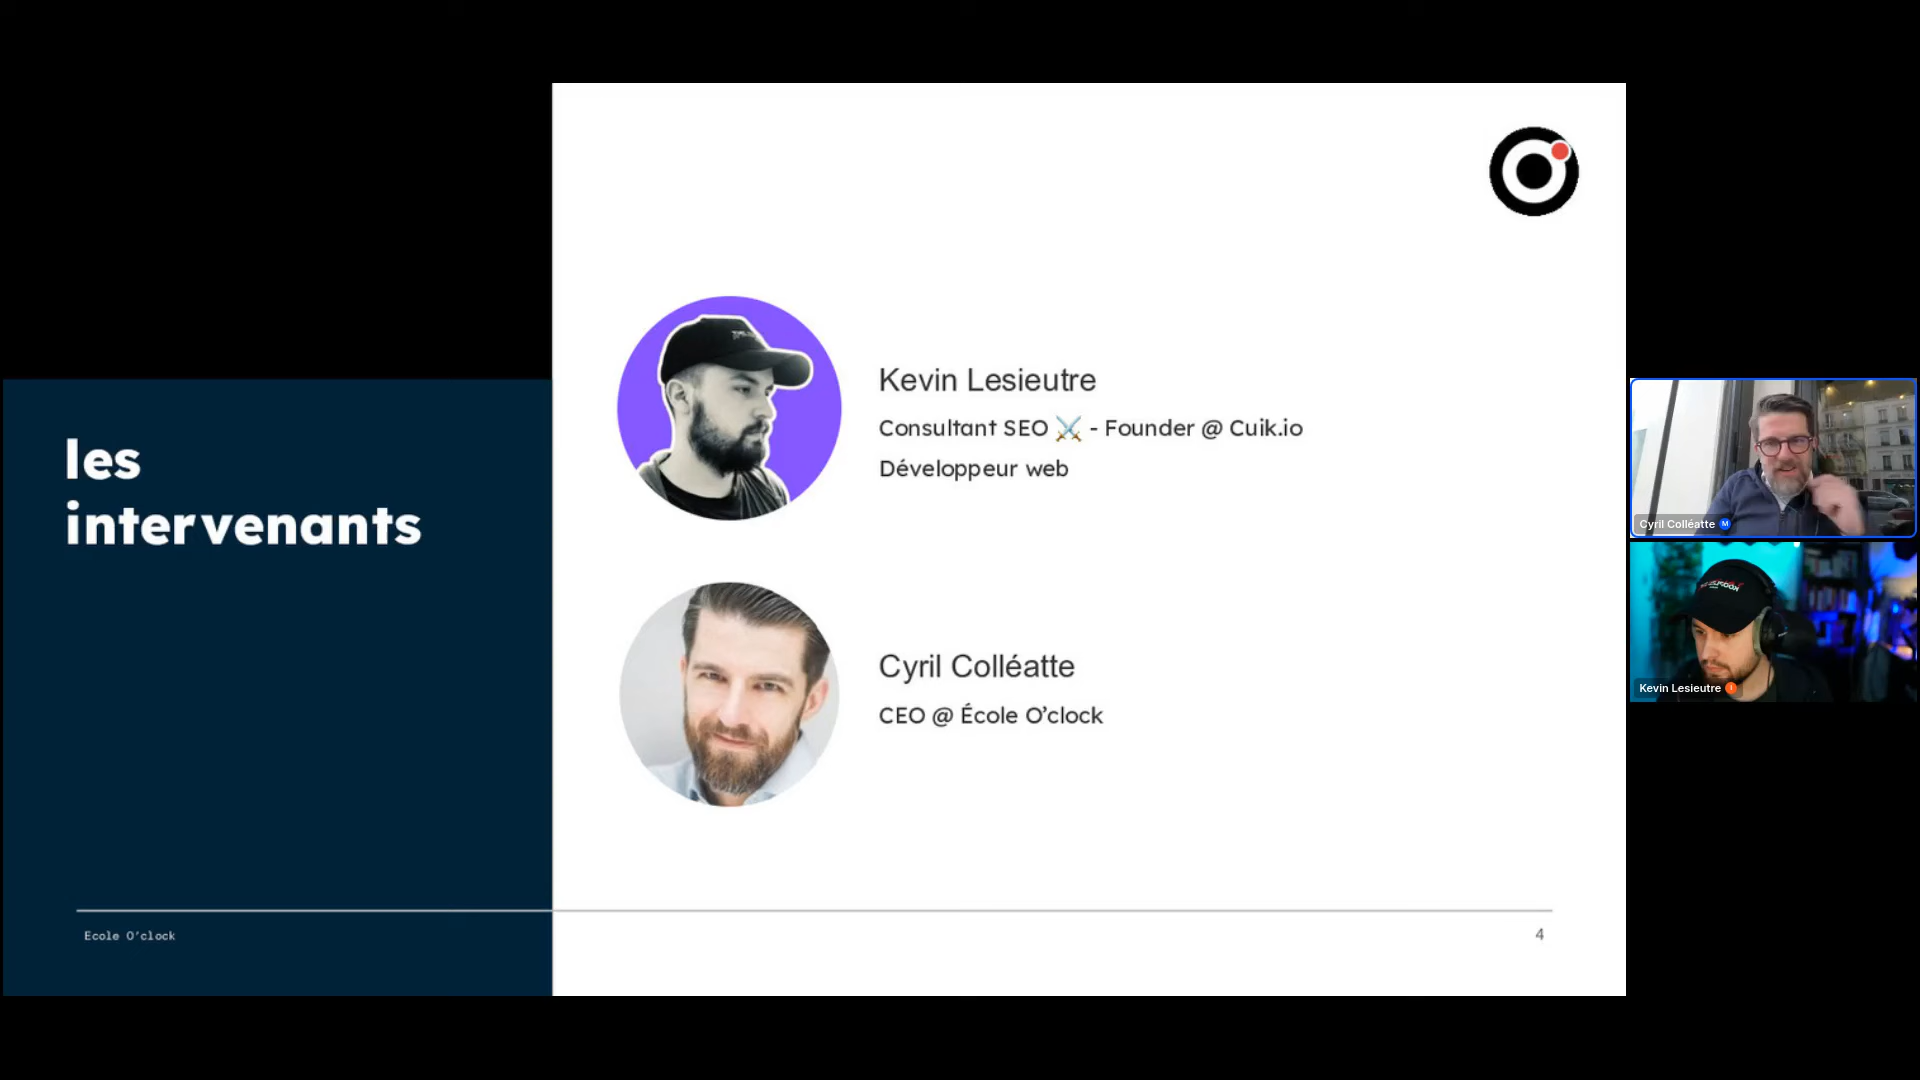 les
intervenants
Kevin Lesieutre
Consultant SEO ⚔️ - Founder @ Cuik.io
Développeur web
Cyril Colléatte
CEO @ École O’clock
Ecole O’clock
4
Cyril Colléatte M
Kevin Lesieutre I